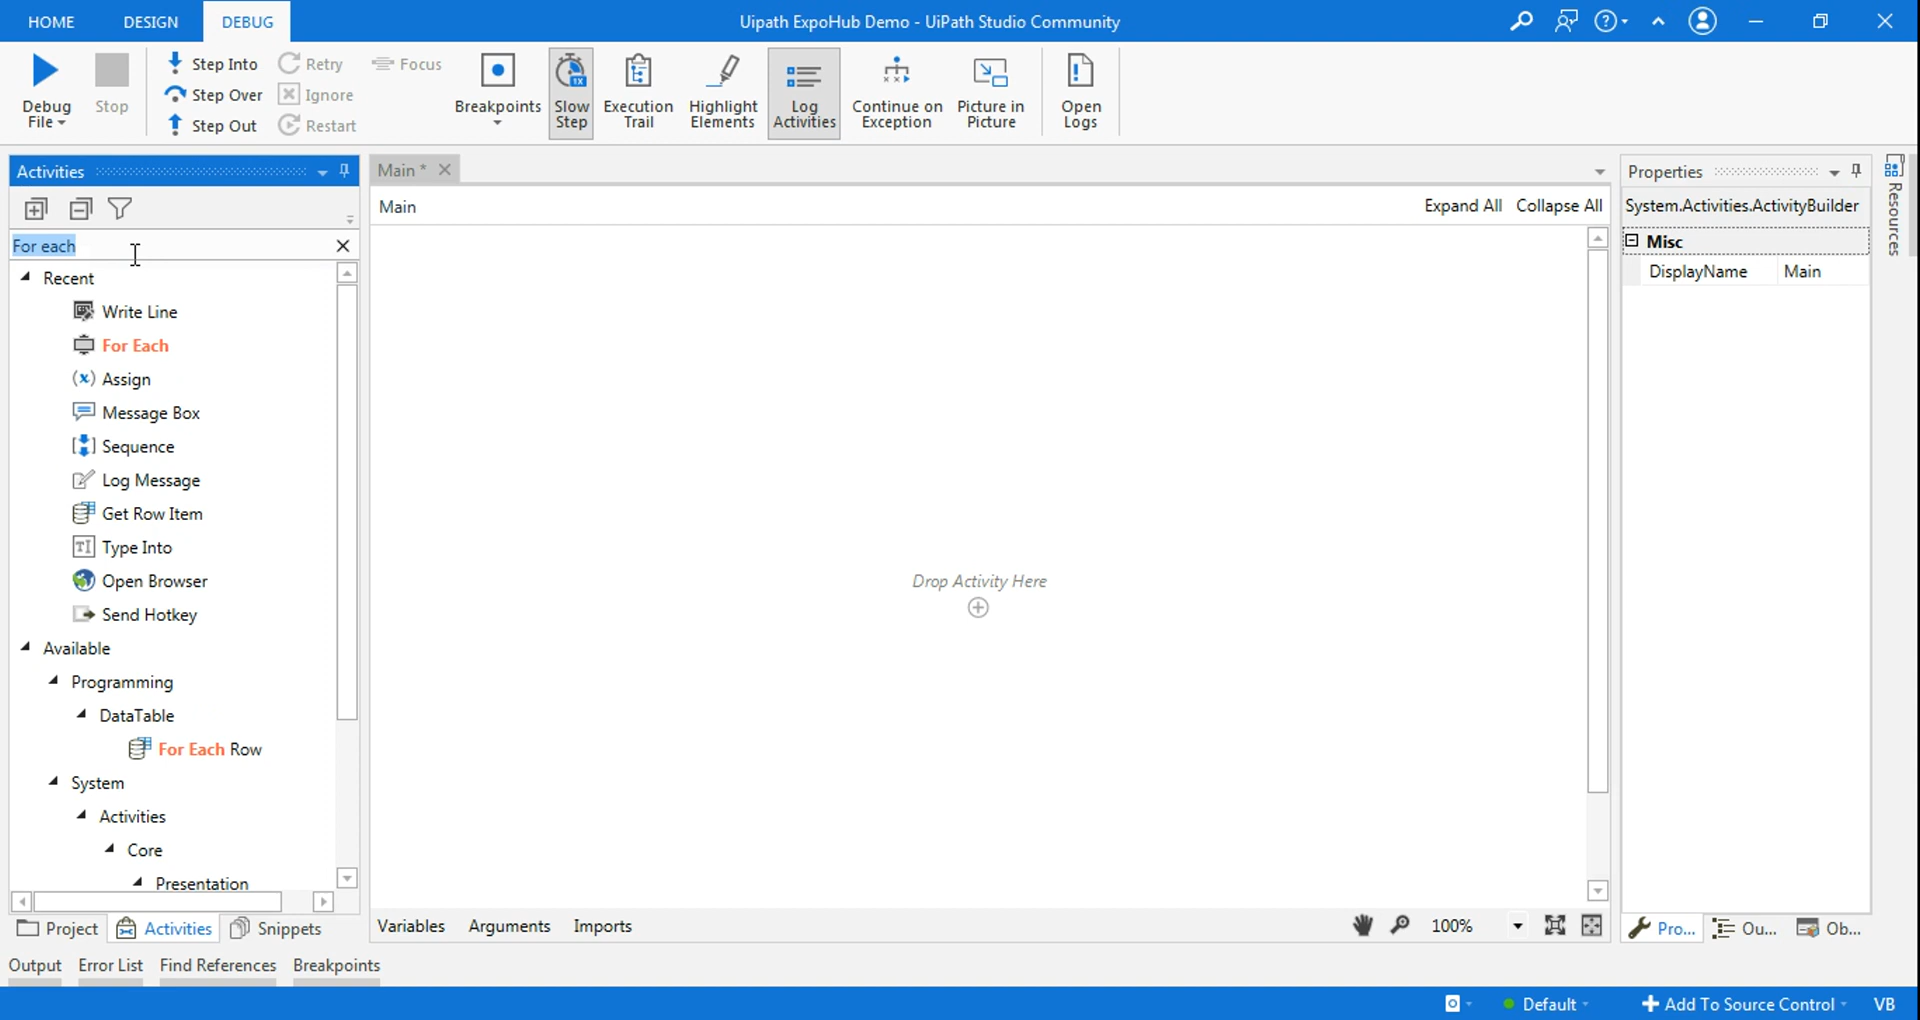 HOME DESIGN DEBUG Uipath ExpoHub Demo - UiPath Studio Community
Debug File Stop
Step Into Retry Focus
Step Over Ignore
Step Out Restart
Breakpoints Slow Step Execution Trail Highlight Elements Log Activities Continue on Exception Picture in Picture Open Logs
Activities
For each
Recent
Write Line
For Each
Assign
Message Box
Sequence
Log Message
Get Row Item
Type Into
Open Browser
Send Hotkey
Available
Programming
DataTable
For Each Row
System
Activities
Core
Presentation
Project Activities Snippets
Main *
Main Expand All Collapse All
Drop Activity Here
Variables Arguments Imports 100%
Properties
System.Activities.ActivityBuilder
Misc
DisplayName Main
Pro... Ou... Ob...
Resources
Output Error List Find References Breakpoints
Default Add To Source Control VB